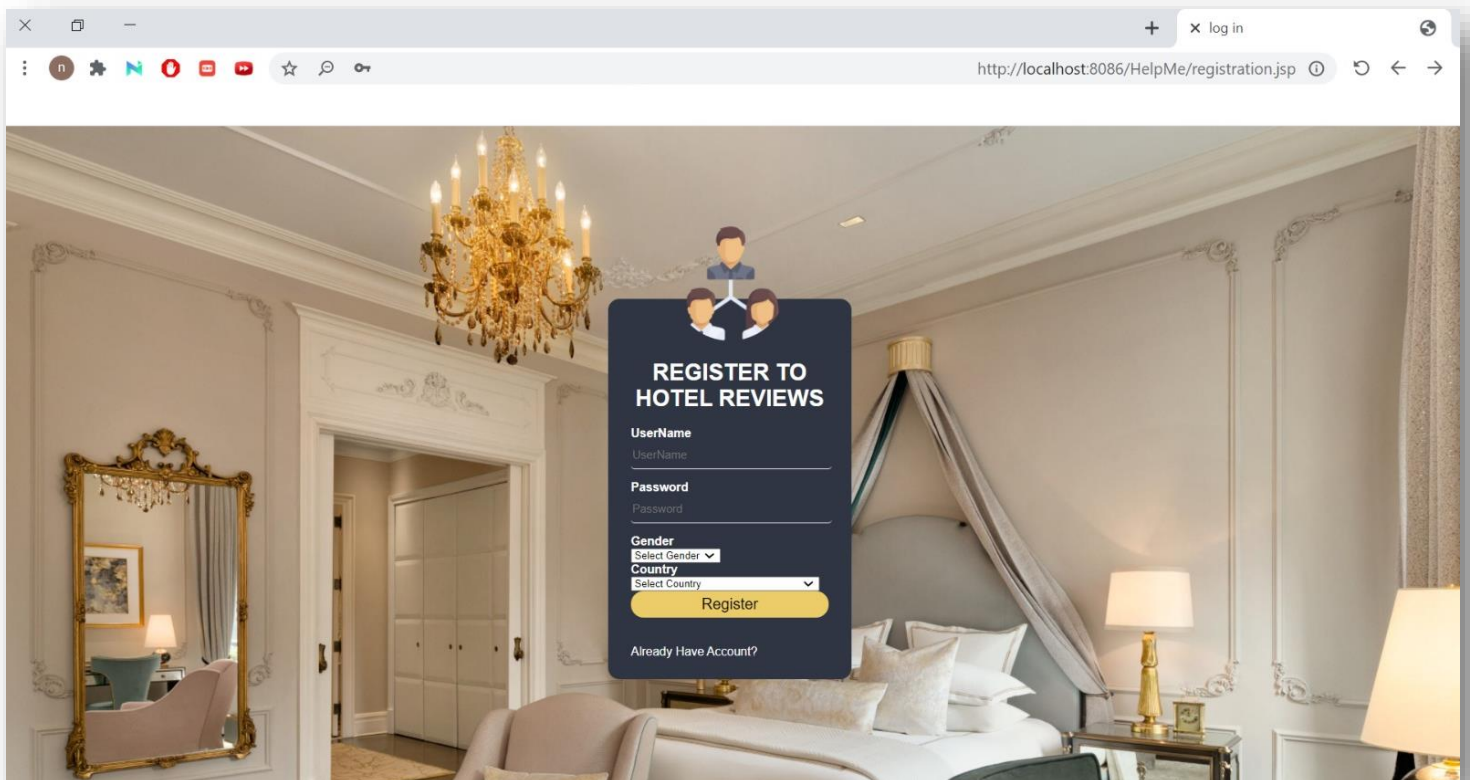 log in
http://localhost:8086/HelpMe/registration.jsp
n
REGISTER TO
HOTEL REVIEWS
UserName
UserName
Password
Password
Gender
Select Gender
Country
Select Country
Register
Already Have Account?